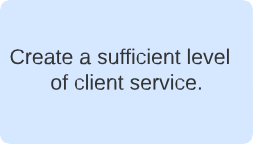 Create a sufficient level
of client service.